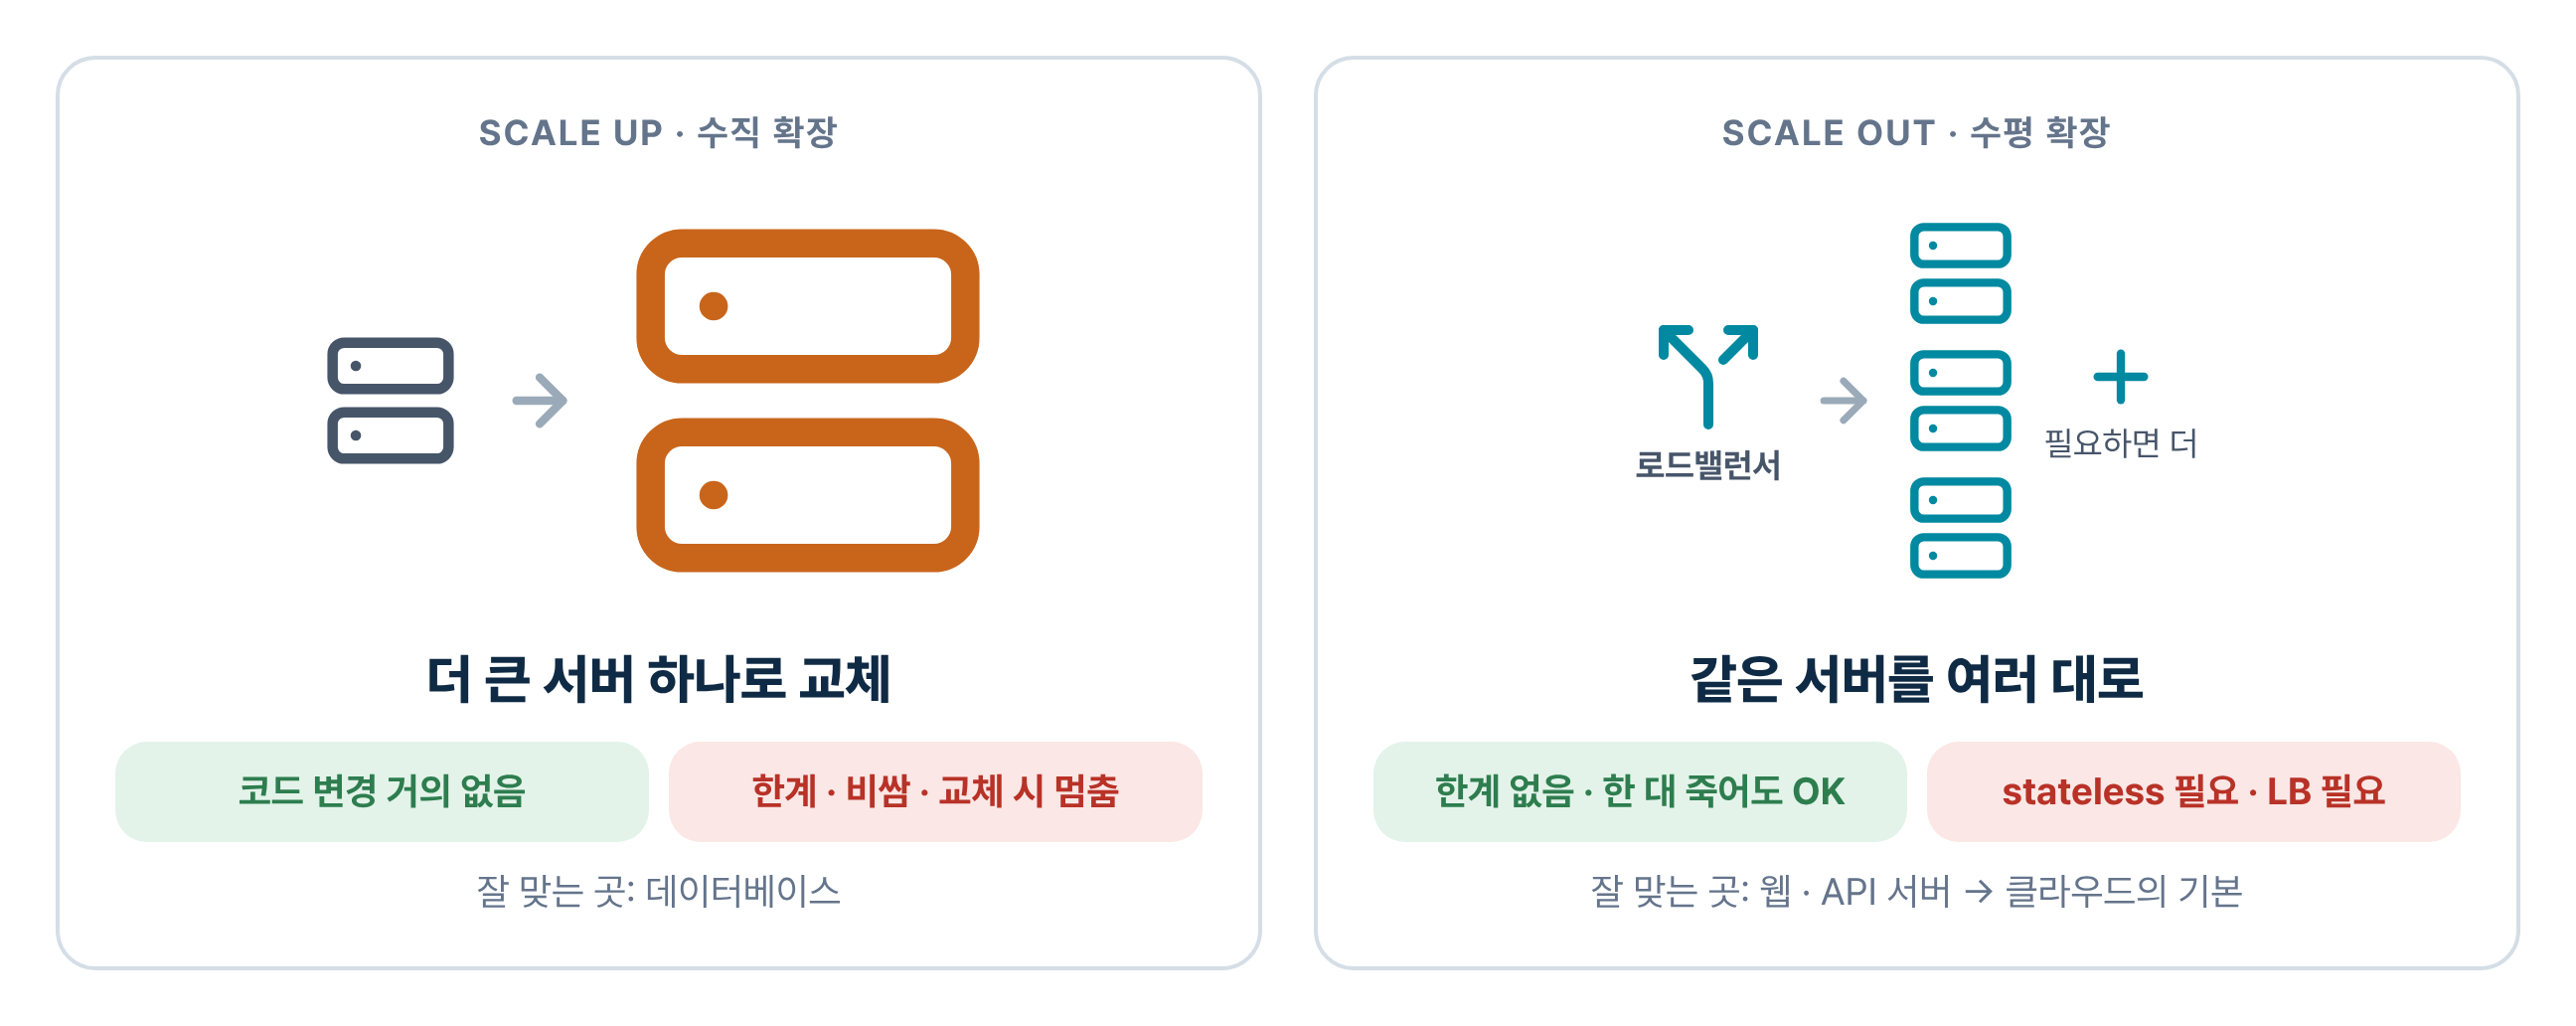 SCALE UP · 수직 확장
더 큰 서버 하나로 교체
코드 변경 거의 없음
한계 · 비쌈 · 교체 시 멈춤
잘 맞는 곳: 데이터베이스
SCALE OUT · 수평 확장
로드밸런서
필요하면 더
같은 서버를 여러 대로
한계 없음 · 한 대 죽어도 OK
stateless 필요 · LB 필요
잘 맞는 곳: 웹 · API 서버 → 클라우드의 기본